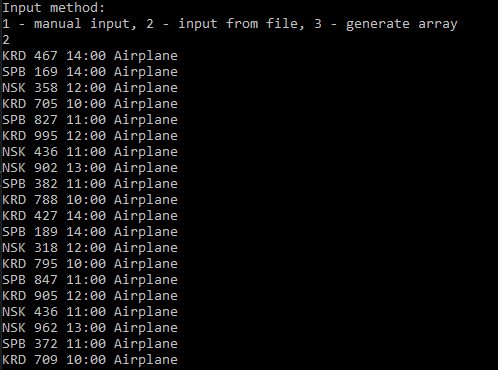 Input method:
1 - manual input, 2 - input from file, 3 - generate array
2
KRD 467 14:00 Airplane
SPB 169 14:00 Airplane
NSK 358 12:00 Airplane
KRD 705 10:00 Airplane
SPB 827 11:00 Airplane
KRD 995 12:00 Airplane
NSK 436 11:00 Airplane
NSK 902 13:00 Airplane
SPB 382 11:00 Airplane
KRD 788 10:00 Airplane
KRD 427 14:00 Airplane
SPB 189 14:00 Airplane
NSK 318 12:00 Airplane
KRD 795 10:00 Airplane
SPB 847 11:00 Airplane
KRD 905 12:00 Airplane
NSK 436 11:00 Airplane
NSK 962 13:00 Airplane
SPB 372 11:00 Airplane
KRD 709 10:00 Airplane